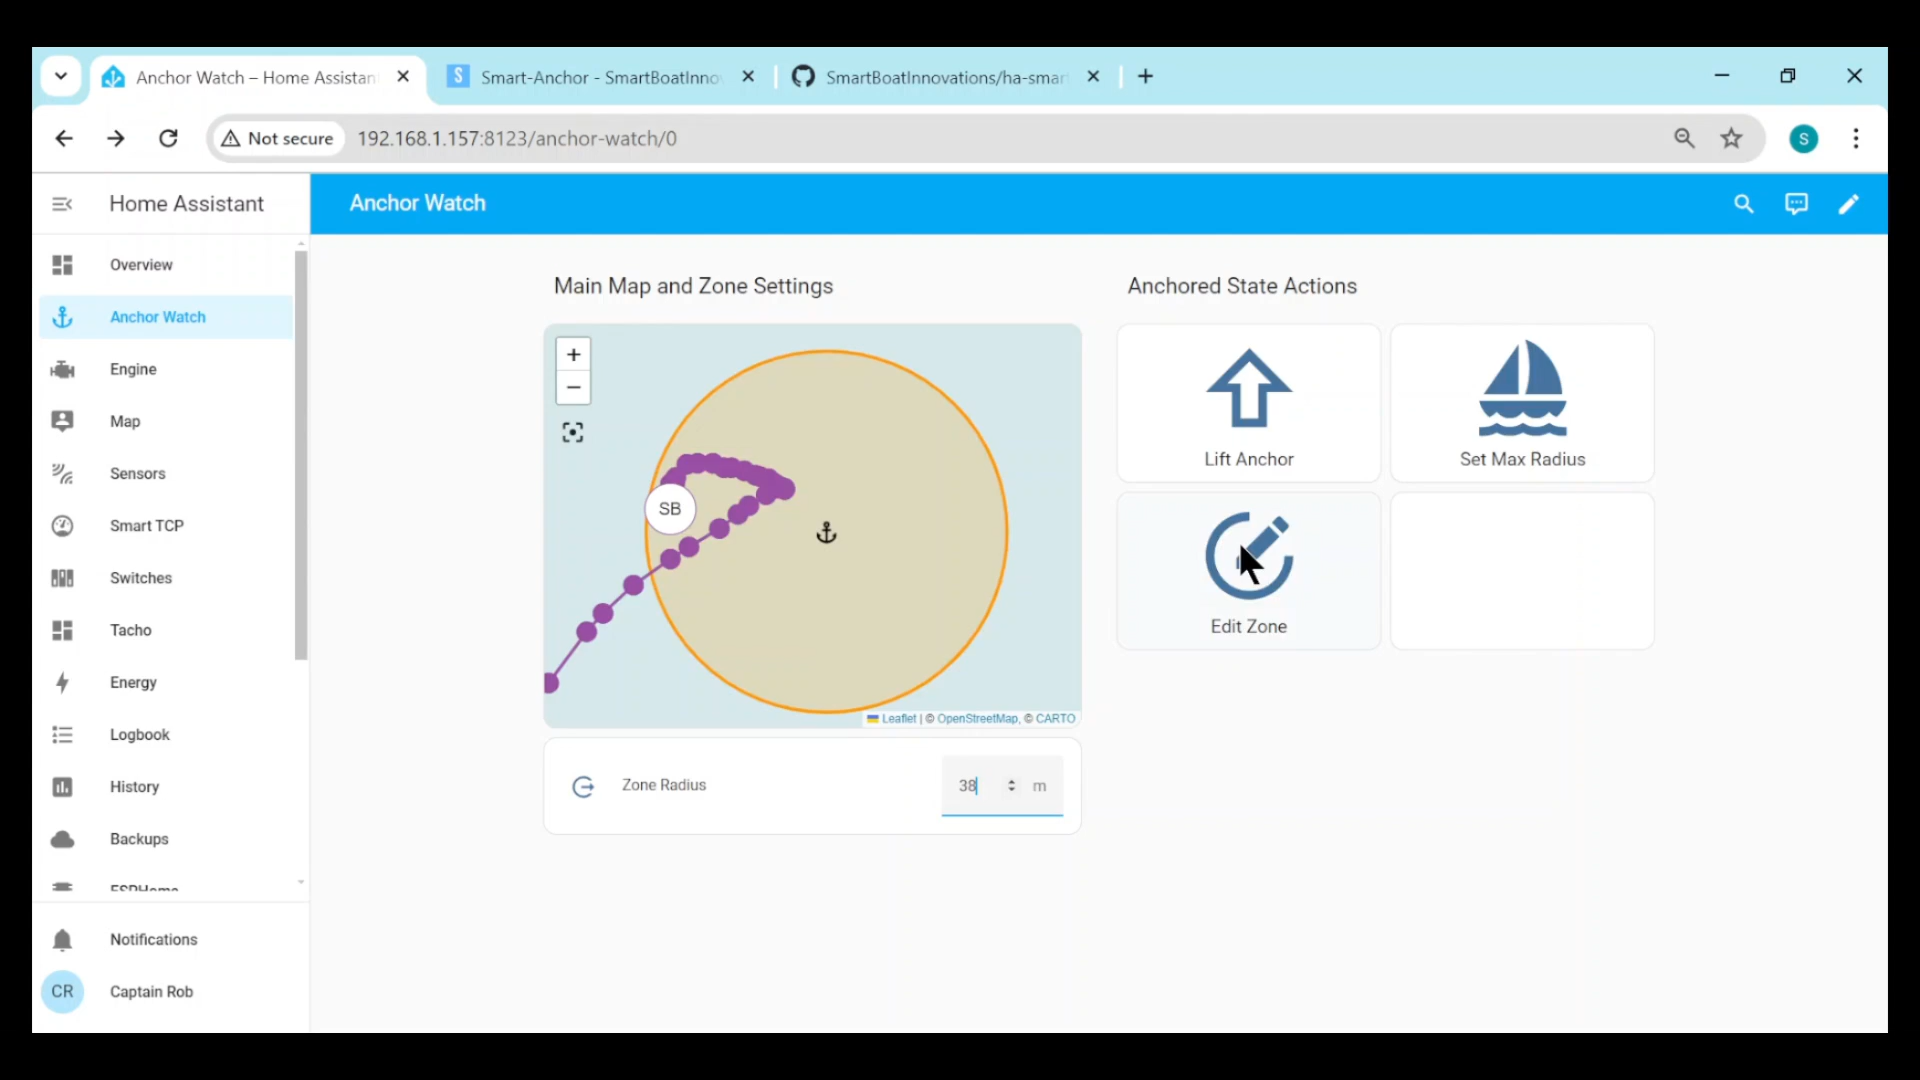 Anchor Watch – Home Assistan
S Smart-Anchor - SmartBoatInno
SmartBoatInnovations/ha-smar
Not secure
192.168.1.157:8123/anchor-watch/0
S
Home Assistant
Anchor Watch
Overview
Anchor Watch
Engine
Map
Sensors
Smart TCP
Switches
Tacho
Energy
Logbook
History
Backups
ESPHome
Notifications
CR Captain Rob
Main Map and Zone Settings
+
−
SB
Leaflet | © OpenStreetMap, © CARTO
Zone Radius 38 m
Anchored State Actions
Lift Anchor
Set Max Radius
Edit Zone